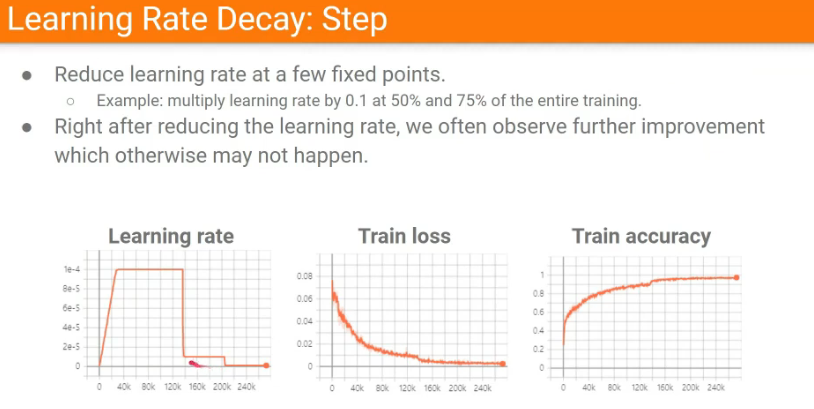 Learning Rate Decay: Step
● Reduce learning rate at a few fixed points.
○ Example: multiply learning rate by 0.1 at 50% and 75% of the entire training.
● Right after reducing the learning rate, we often observe further improvement
which otherwise may not happen.
Learning rate
1e-4
8e-5
6e-5
4e-5
2e-5
0
0 40k 80k 120k 160k 200k 240k
Train loss
0.08
0.06
0.04
0.02
0
0 40k 80k 120k 160k 200k 240k
Train accuracy
1
0.8
0.6
0.4
0.2
0
0 40k 80k 120k 160k 200k 240k